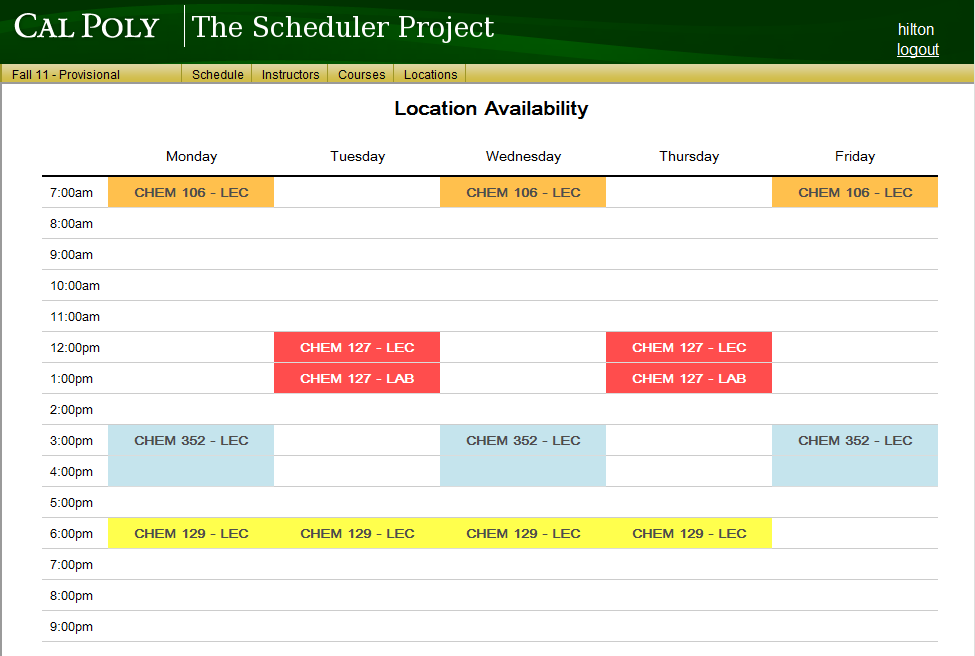 CAL POLY The Scheduler Project
hilton
logout
Fall 11 - Provisional Schedule Instructors Courses Locations
Location Availability
Monday Tuesday Wednesday Thursday Friday
7:00am CHEM 106 - LEC CHEM 106 - LEC CHEM 106 - LEC
8:00am
9:00am
10:00am
11:00am
12:00pm CHEM 127 - LEC CHEM 127 - LEC
1:00pm CHEM 127 - LAB CHEM 127 - LAB
2:00pm
3:00pm CHEM 352 - LEC CHEM 352 - LEC CHEM 352 - LEC
4:00pm
5:00pm
6:00pm CHEM 129 - LEC CHEM 129 - LEC CHEM 129 - LEC CHEM 129 - LEC
7:00pm
8:00pm
9:00pm